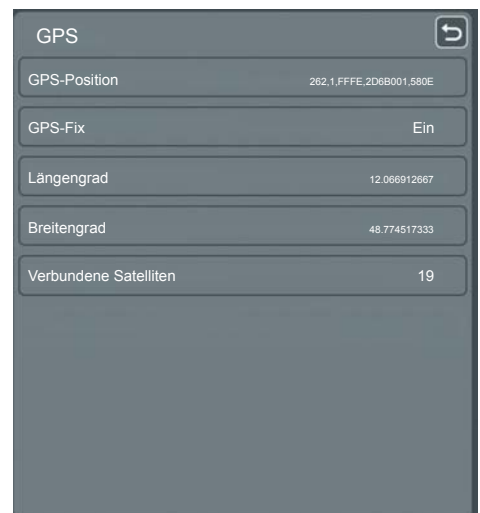 GPS
GPS-Position 262,1,FFFE,2D6B001,580E
GPS-Fix Ein
Längengrad 12.066912667
Breitengrad 48.774517333
Verbundene Satelliten 19